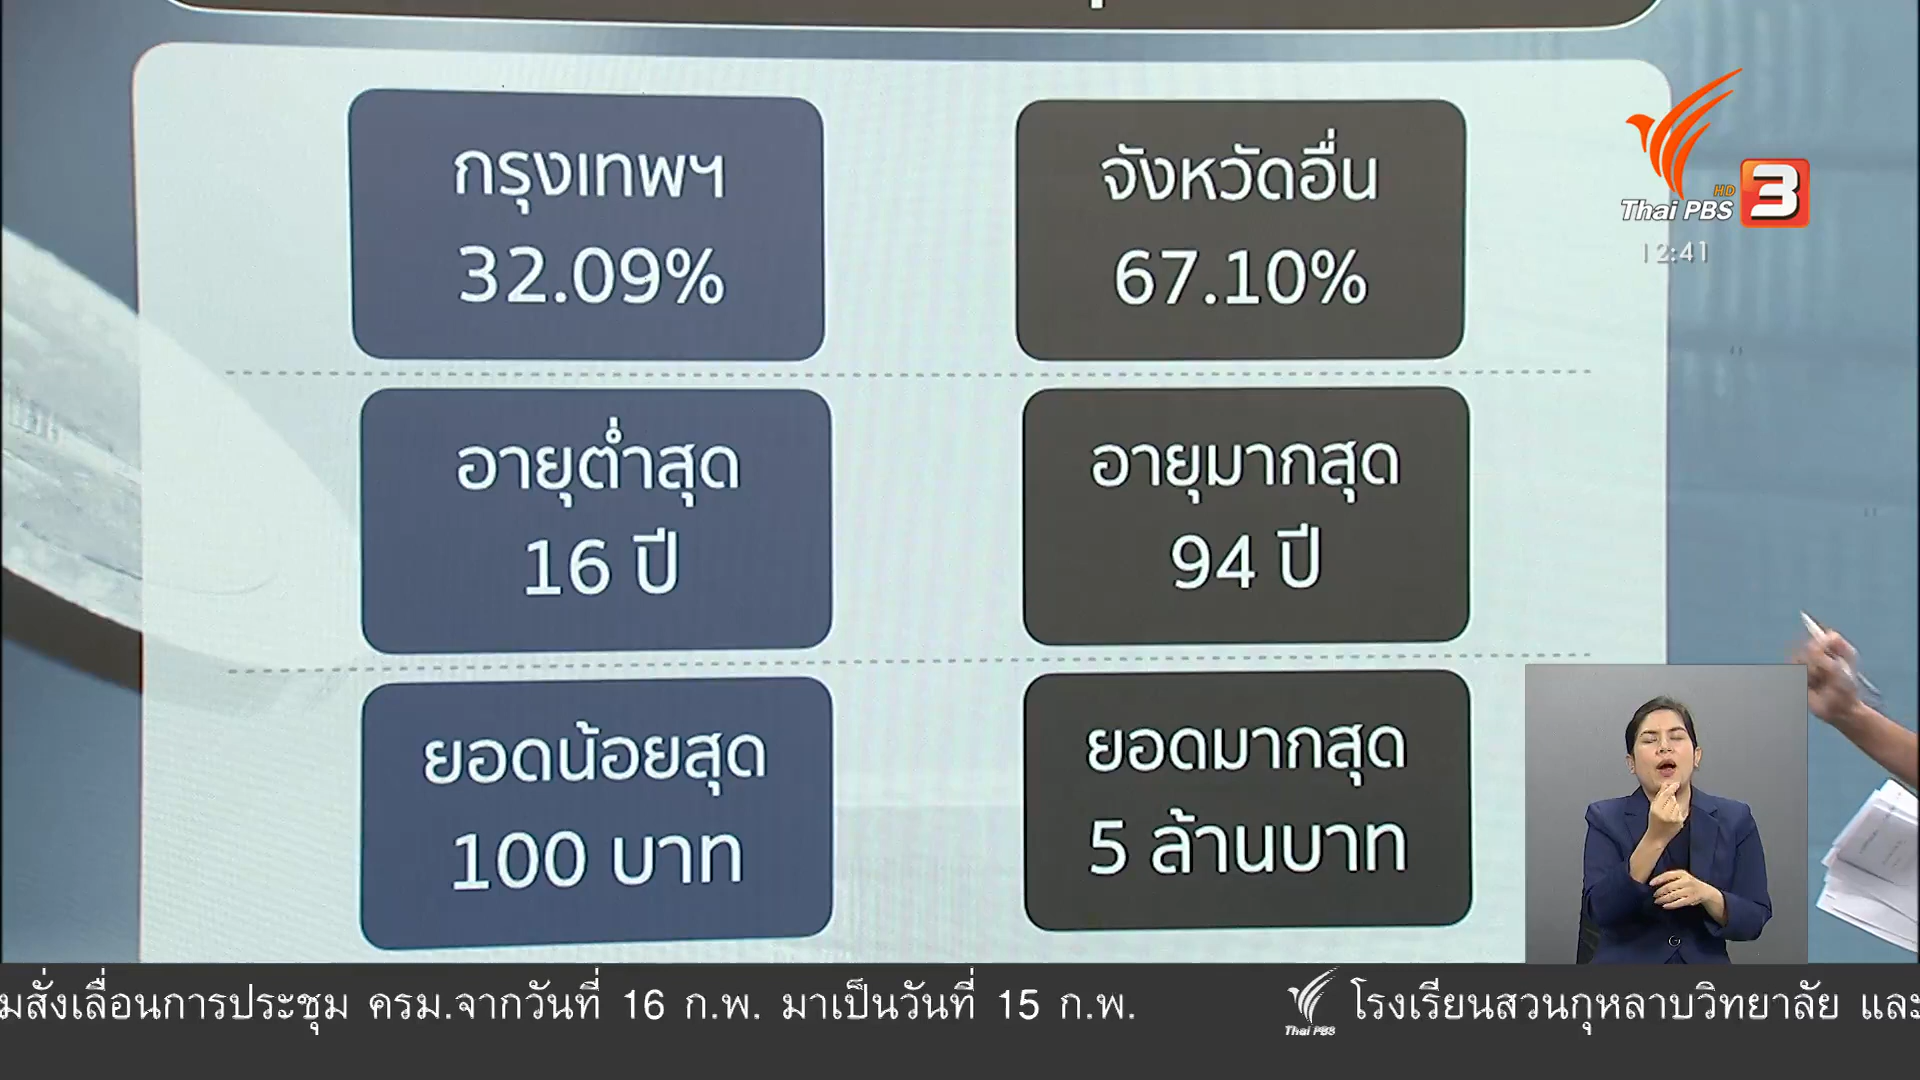 กรุงเทพฯ
32.09%
จังหวัดอื่น
67.10%
HD
Thai PBS 3
12:41
อายุต่ำสุด
16 ปี
อายุมากสุด
94 ปี
ยอดน้อยสุด
100 บาท
ยอดมากสุด
5 ล้านบาท
มสั่งเลื่อนการประชุม ครม.จากวันที่ 16 ก.พ. มาเป็นวันที่ 15 ก.พ. Thai PBS โรงเรียนสวนกุหลาบวิทยาลัย และ